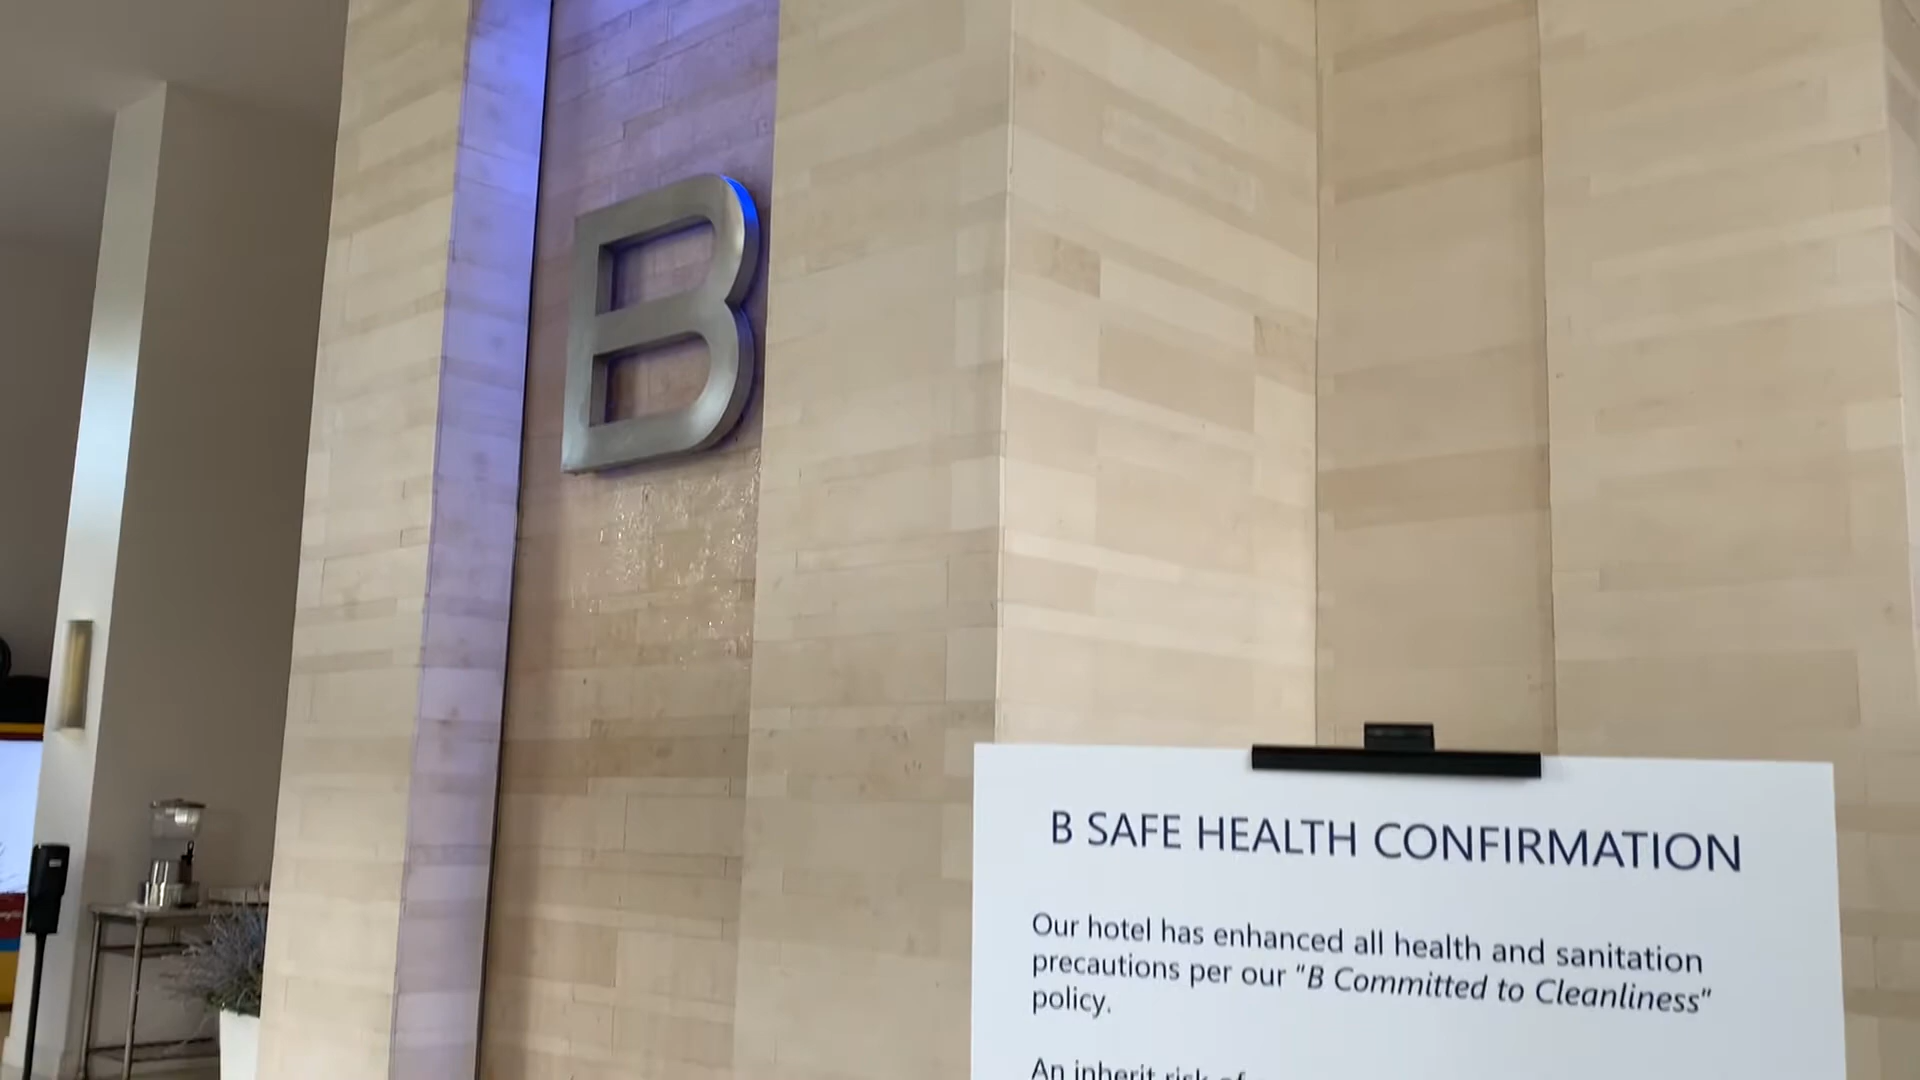 B
B SAFE HEALTH CONFIRMATION
Our hotel has enhanced all health and sanitation
precautions per our "B Committed to Cleanliness"
policy.
An inherit risk of